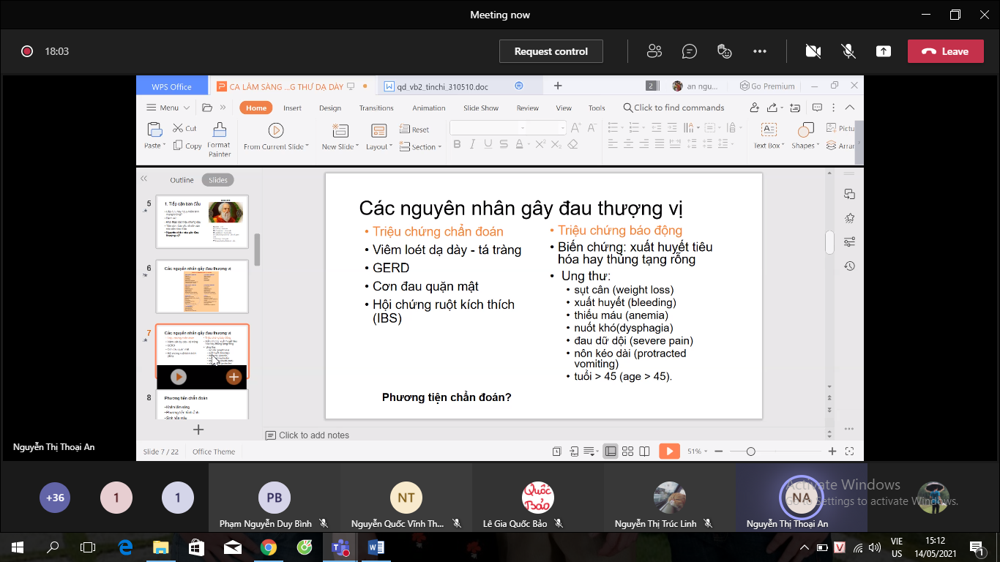 Meeting now
18:03
Request control
Leave
WPS Office
CA LÂM SÀNG ...G THƯ DẠ DÀY
qd_vb2_tinchi_310510.doc
2
an ngu...
Go Premium
Menu
Home
Insert
Design
Transitions
Animation
Slide Show
Review
View
Tools
Click to find commands
Paste
Cut
Copy
Format
Painter
From Current Slide
New Slide
Layout
Reset
Section
Text Box
Shapes
Pictu
Arrar
Outline
Slides
5
1. Tiếp cận ban đầu
6
Các nguyên nhân gây đau thượng vị
7
Các nguyên nhân gây đau thượng vị
8
Phương tiện chẩn đoán
Khám lâm sàng
Phương tiện hình ảnh
Sinh hóa máu
Các nguyên nhân gây đau thượng vị
• Triệu chứng chẩn đoán
• Viêm loét dạ dày - tá tràng
• GERD
• Cơn đau quặn mật
• Hội chứng ruột kích thích
(IBS)
• Triệu chứng báo động
• Biến chứng: xuất huyết tiêu
hóa hay thủng tạng rỗng
• Ung thư:
• sụt cân (weight loss)
• xuất huyết (bleeding)
• thiếu máu (anemia)
• nuốt khó(dysphagia)
• đau dữ dội (severe pain)
• nôn kéo dài (protracted
vomiting)
• tuổi > 45 (age > 45).
Phương tiện chẩn đoán?
Click to add notes
Nguyễn Thị Thoại An
Slide 7 / 22
Office Theme
51%
+36
1
1
PB
Phạm Nguyễn Duy Bình
NT
Nguyễn Quốc Vĩnh Th...
Quốc
Bảo
Lê Gia Quốc Bảo
Nguyễn Thị Trúc Linh
NA
Nguyễn Thị Thoại An
Activate Windows
Go to Settings to activate Windows.
VIE
US
15:12
14/05/2021
1